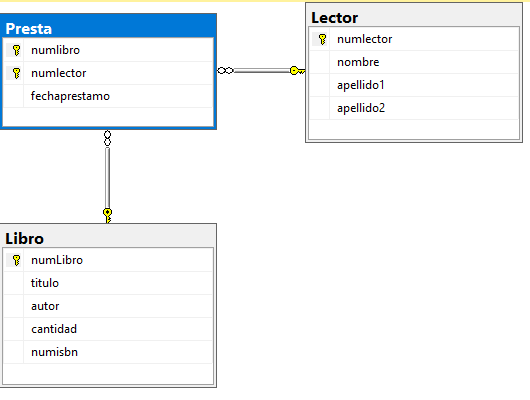 Presta
numlibro
numlector
fechaprestamo
Lector
numlector
nombre
apellido1
apellido2
Libro
numLibro
titulo
autor
cantidad
numisbn